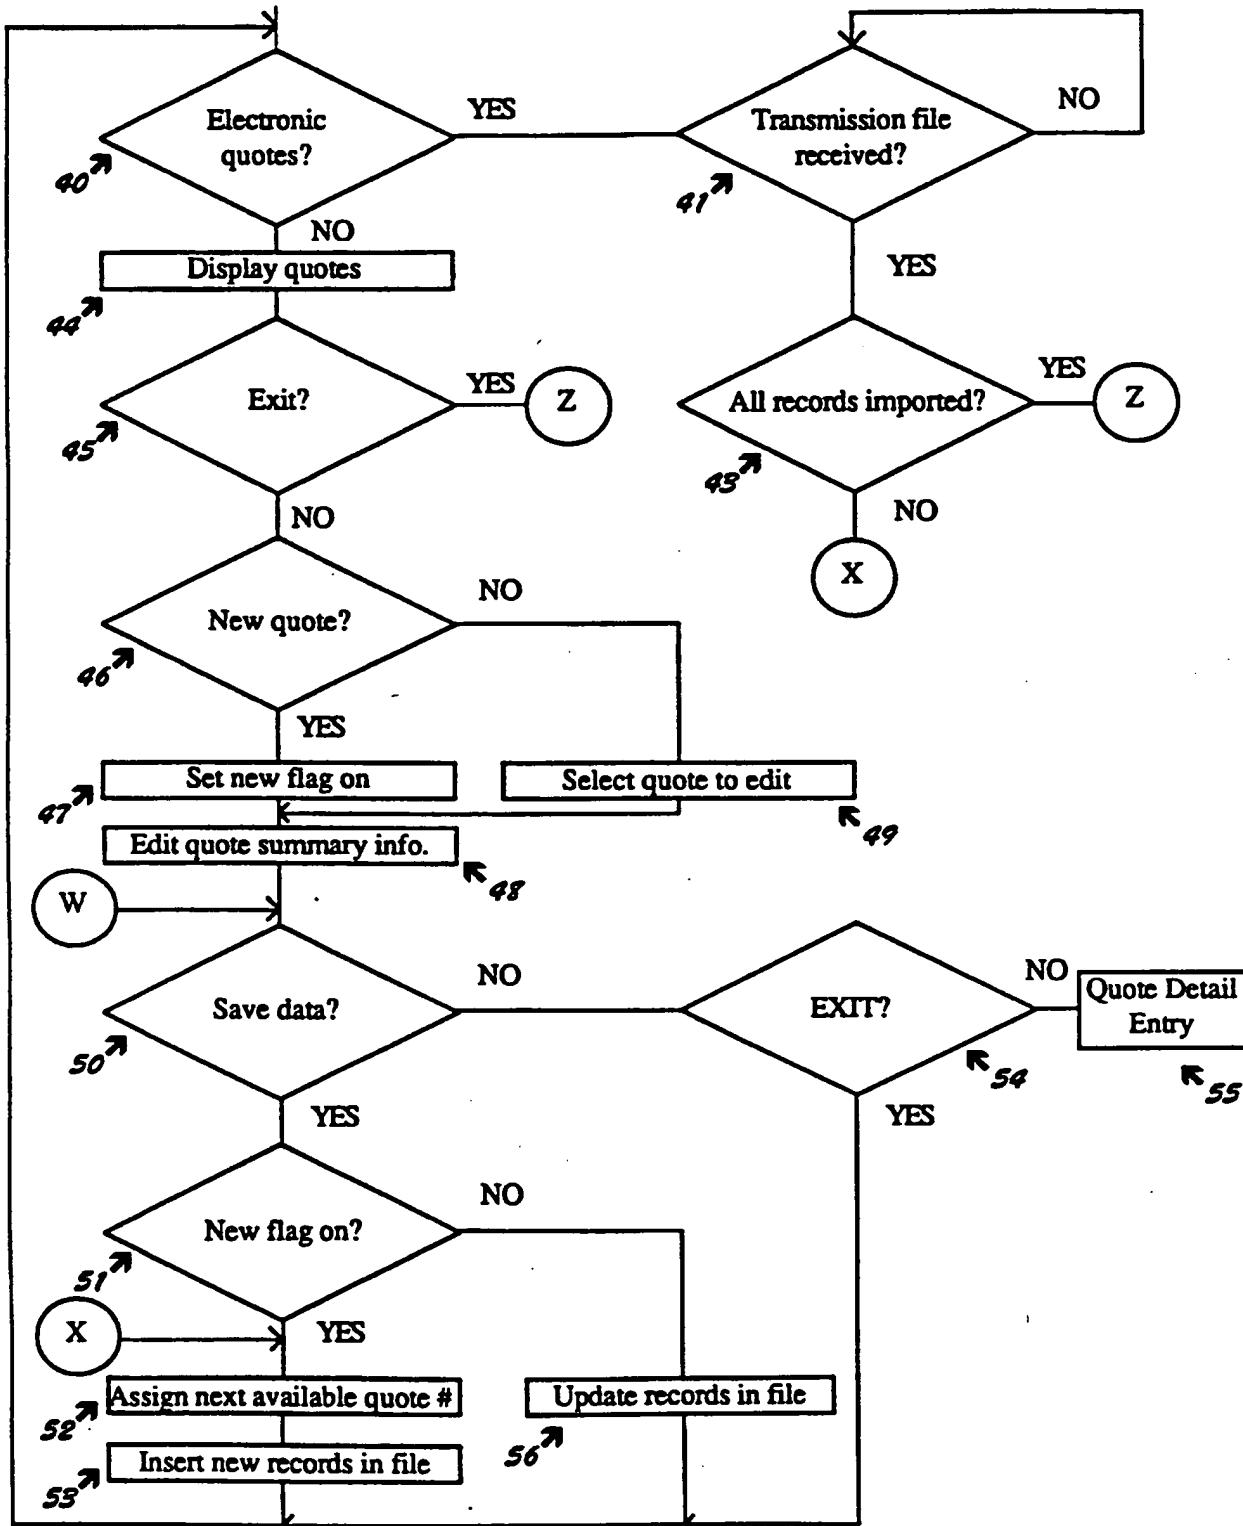 Electronic
quotes?
YES
40
NO
Transmission file
received?
NO
41
YES
Display quotes
44
Exit?
YES
Z
45
NO
All records imported?
YES
Z
43
NO
X
New quote?
NO
46
YES
Set new flag on
47
Select quote to edit
49
Edit quote summary info.
48
W
Save data?
NO
50
YES
EXIT?
NO
54
YES
Quote Detail
Entry
55
New flag on?
NO
51
YES
X
Assign next available quote #
52
Insert new records in file
53
Update records in file
56